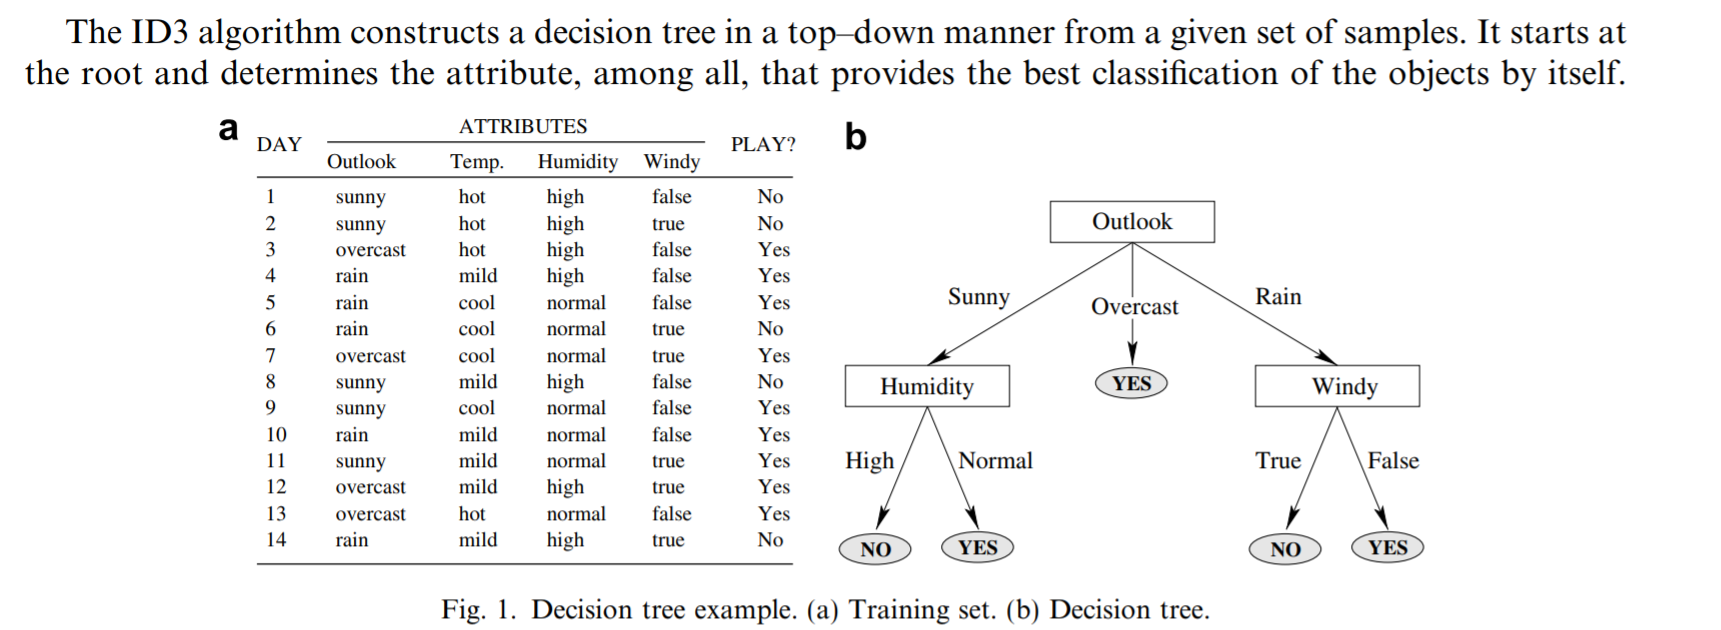 The ID3 algorithm constructs a decision tree in a top–down manner from a given set of samples. It starts at
the root and determines the attribute, among all, that provides the best classification of the objects by itself.
a
DAY ATTRIBUTES PLAY?
Outlook Temp. Humidity Windy
1 sunny hot high false No
2 sunny hot high true No
3 overcast hot high false Yes
4 rain mild high false Yes
5 rain cool normal false Yes
6 rain cool normal true No
7 overcast cool normal true Yes
8 sunny mild high false No
9 sunny cool normal false Yes
10 rain mild normal false Yes
11 sunny mild normal true Yes
12 overcast mild high true Yes
13 overcast hot normal false Yes
14 rain mild high true No
b
Outlook
Sunny Overcast Rain
Humidity YES Windy
High Normal True False
NO YES NO YES
Fig. 1. Decision tree example. (a) Training set. (b) Decision tree.